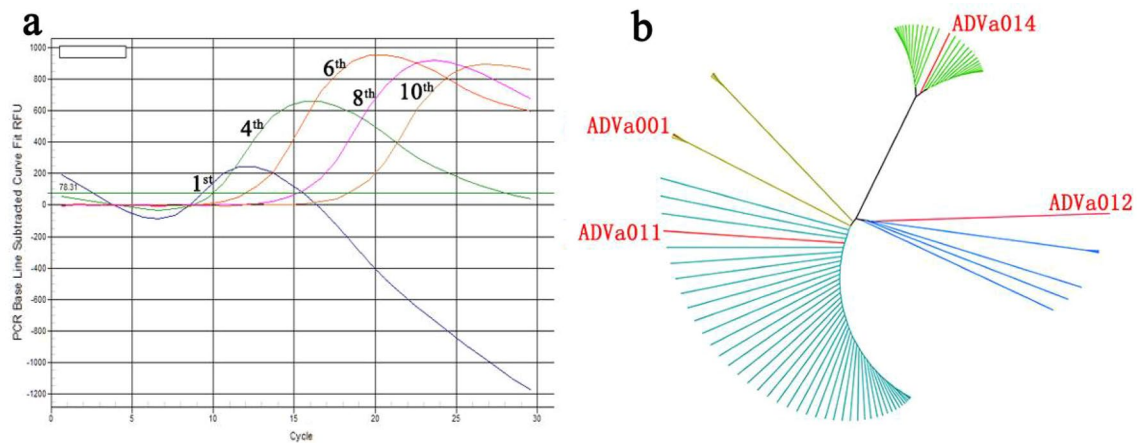 a
b
PCR Base Line Subtracted Curve Fit RFU
1000
800
600
400
200
0
-200
-400
-600
-800
-1000
-1200
78.31
1st
4th
6th
8th
10th
0
5
10
15
20
25
30
Cycle
ADVa014
ADVa001
ADVa012
ADVa011